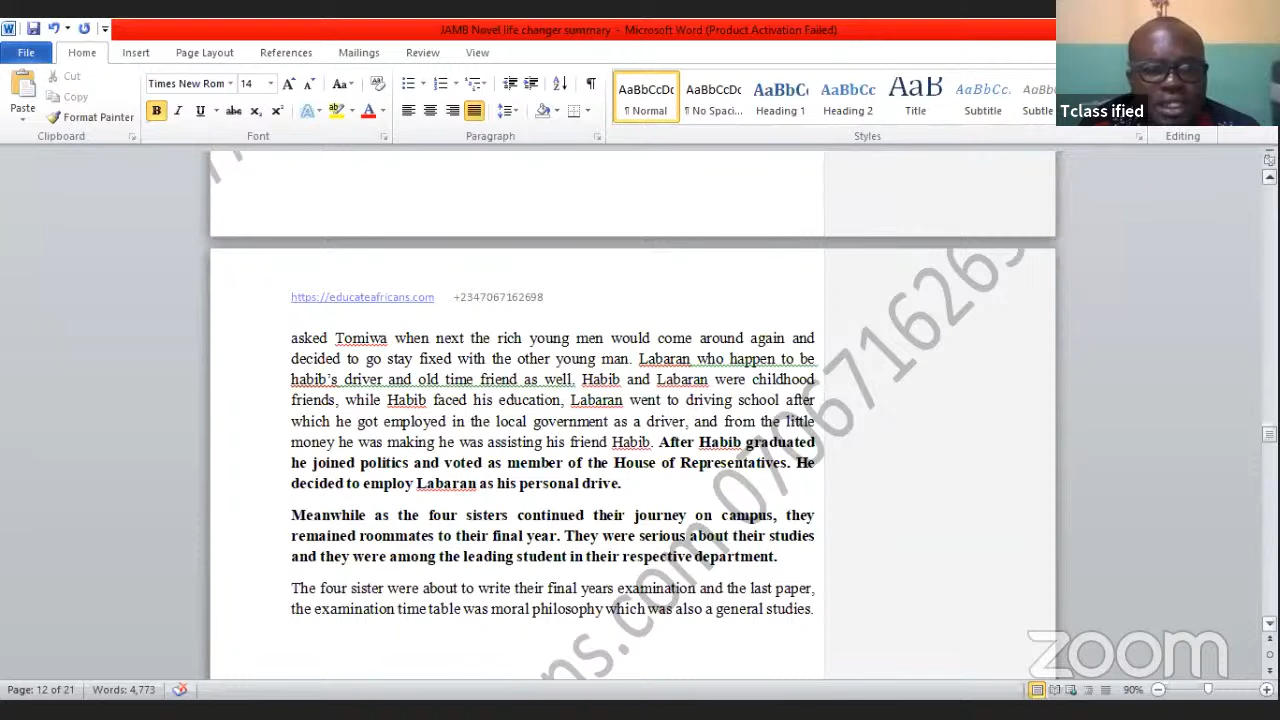 JAMB Novel life changer summary - Microsoft Word (Product Activation Failed)
File Home Insert Page Layout References Mailings Review View
Cut
Copy
Paste
Format Painter
Times New Rom 14
AaBbCcDc AaBbCcDc AaBbC AaBbCc AaB AaBbCc.
¶ Normal ¶ No Spaci... Heading 1 Heading 2 Title Subtitle Subtle
Clipboard Font Paragraph Styles Editing
Tclass ified
https://educateafricans.com +2347067162698
asked Tomiwa when next the rich young men would come around again and
decided to go stay fixed with the other young man. Labaran who happen to be
habib's driver and old time friend as well. Habib and Labaran were childhood
friends, while Habib faced his education, Labaran went to driving school after
which he got employed in the local government as a driver, and from the little
money he was making he was assisting his friend Habib. After Habib graduated
he joined politics and voted as member of the House of Representatives. He
decided to employ Labaran as his personal drive.
Meanwhile as the four sisters continued their journey on campus, they
remained roommates to their final year. They were serious about their studies
and they were among the leading student in their respective department.
The four sister were about to write their final years examination and the last paper,
the examination time table was moral philosophy which was also a general studies.
ns.com 0706716269
zoom
Page: 12 of 21 Words: 4,773 90%